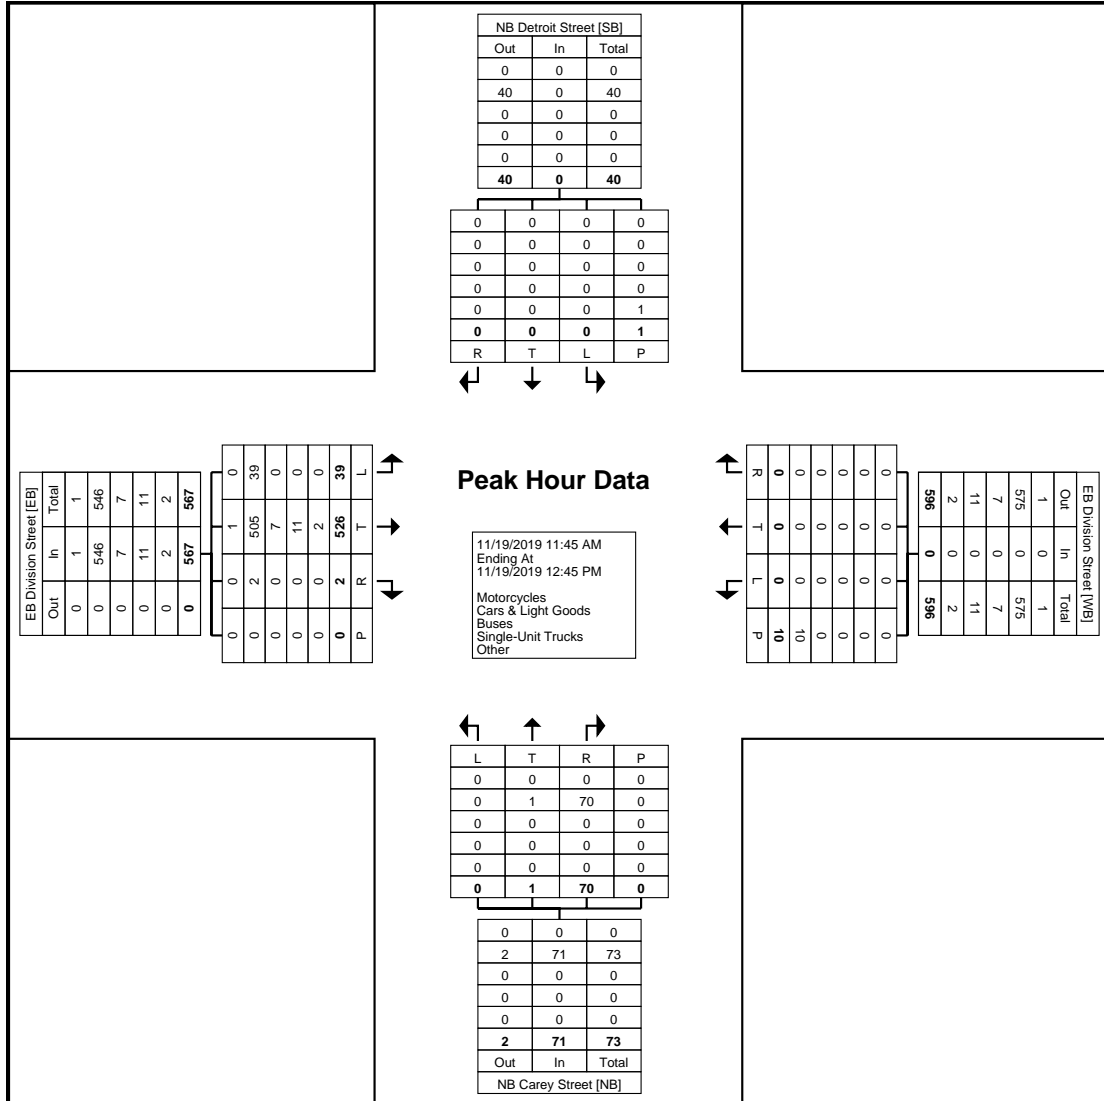 NB Detroit Street [SB]
Out In Total
0 0 0
40 0 40
0 0 0
0 0 0
0 0 0
40 0 40
0 0 0 0
0 0 0 0
0 0 0 0
0 0 0 0
0 0 0 1
0 0 0 1
R T L P
EB Division Street [EB]
Out In Total
0 1 1
0 546 546
0 7 7
0 11 11
0 2 2
0 567 567
0 0 1 0
0 2 505 39
0 0 7 0
0 0 11 0
0 0 2 0
0 2 526 39
P R T L
Peak Hour Data
11/19/2019 11:45 AM
Ending At
11/19/2019 12:45 PM
Motorcycles
Cars & Light Goods
Buses
Single-Unit Trucks
Other
EB Division Street [WB]
Out In Total
1 0 1
575 0 575
7 0 7
11 0 11
2 0 2
596 0 596
0 0 0 0
0 0 0 0
0 0 0 0
0 0 0 0
0 0 0 10
0 0 0 10
R T L P
L T R P
0 0 0 0
0 1 70 0
0 0 0 0
0 0 0 0
0 0 0 0
0 1 70 0
0 0 0
2 71 73
0 0 0
0 0 0
0 0 0
2 71 73
Out In Total
NB Carey Street [NB]